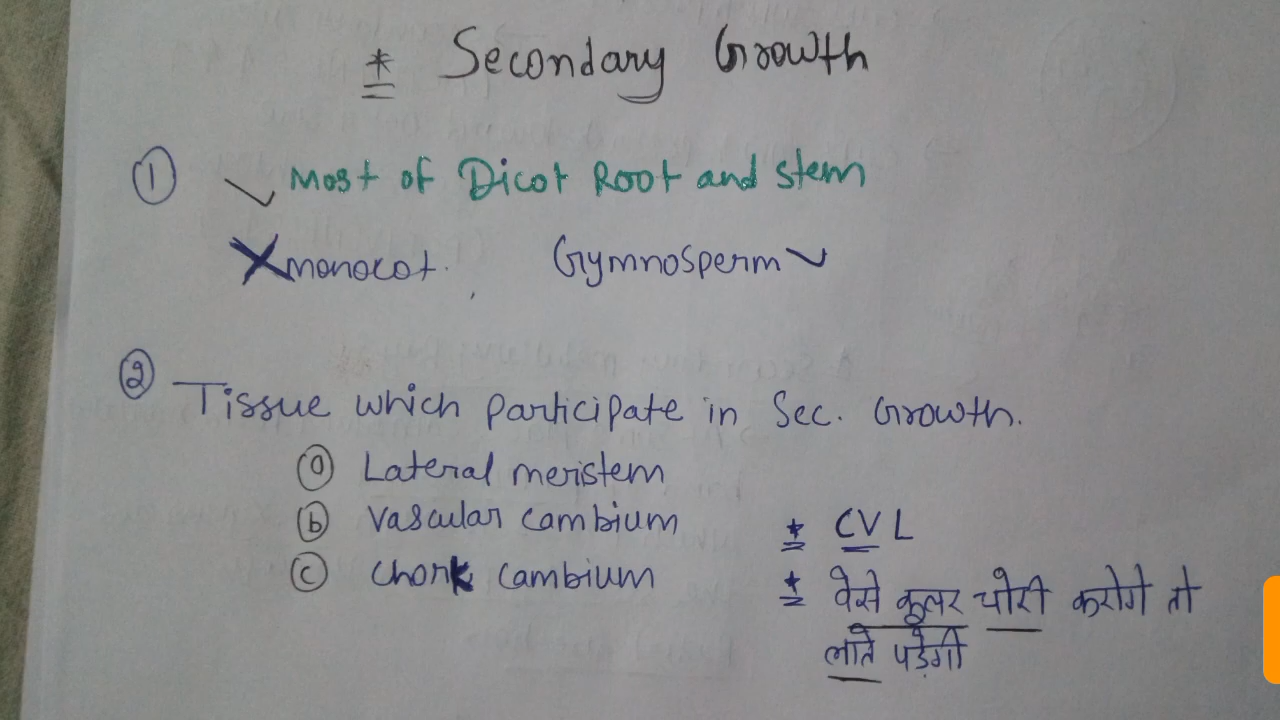 * Secondary Growth
① ✓ Most of Dicot Root and stem
X monocot. Gymnosperm ✓
② Tissue which participate in Sec. Growth.
ⓐ Lateral meristem
ⓑ Vascular cambium
ⓒ Chork cambium
* CVL
* वेसे कूलर चोरी करोगे तो
लाते पड़ेगी